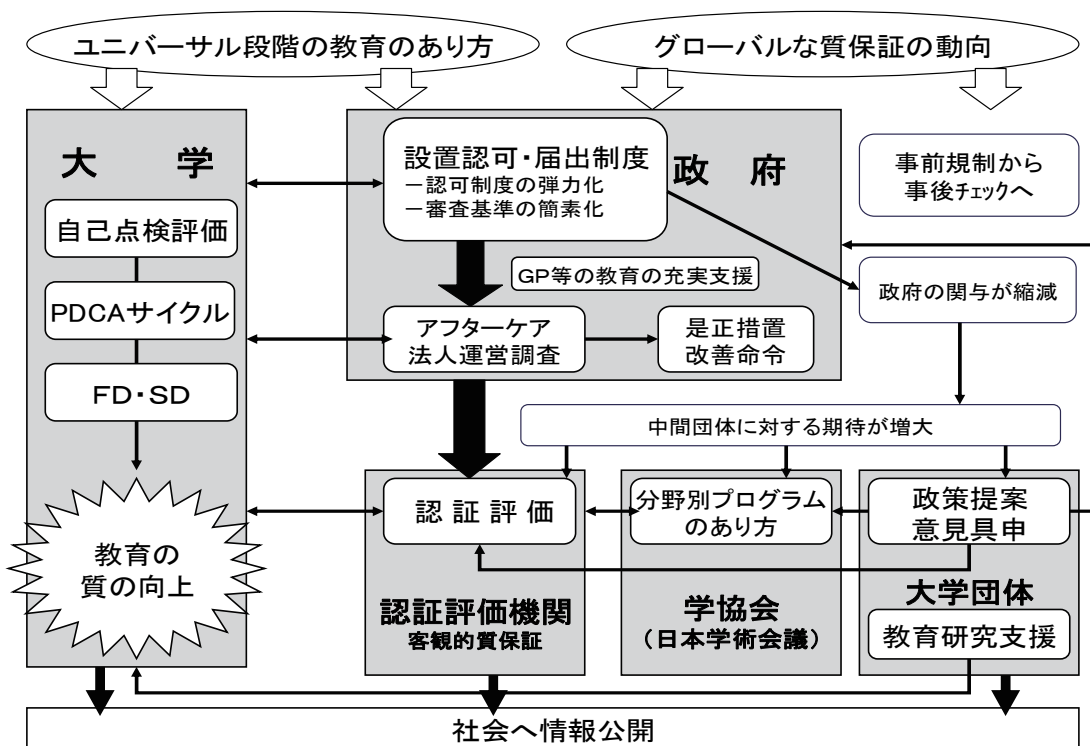 ユニバーサル段階の教育のあり方
グローバルな質保証の動向
大 学
自己点検評価
PDCAサイクル
FD・SD
教育の
質の向上
政 府
設置認可・届出制度
－認可制度の弾力化
－審査基準の簡素化
GP等の教育の充実支援
アフターケア
法人運営調査
是正措置
改善命令
事前規制から
事後チェックへ
政府の関与が縮減
中間団体に対する期待が増大
認 証 評 価
認証評価機関
客観的質保証
分野別プログラム
のあり方
学協会
（日本学術会議）
政策提案
意見具申
大学団体
教育研究支援
社会へ情報公開